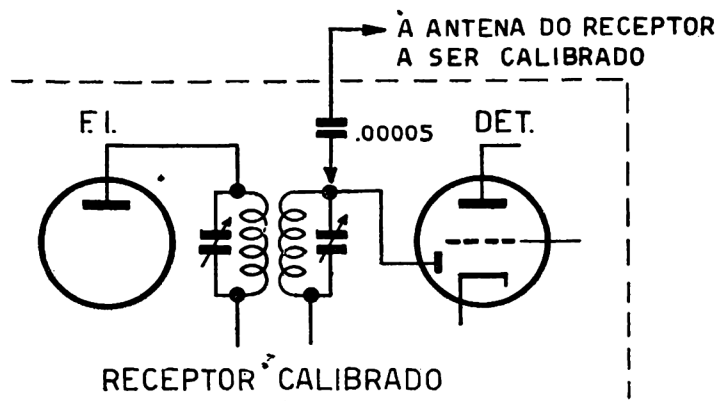 À ANTENA DO RECEPTOR
A SER CALIBRADO
F.I.
.00005
DET.
RECEPTOR CALIBRADO